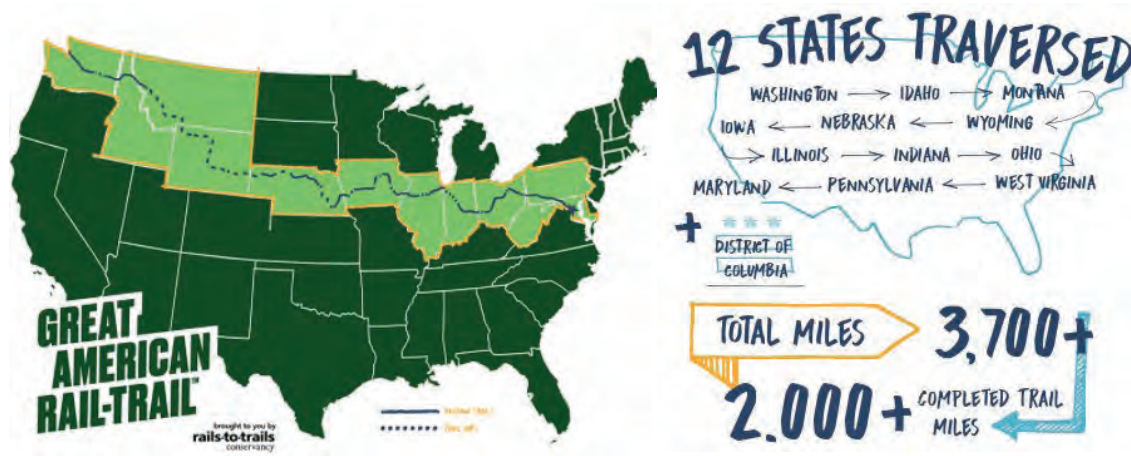 GREAT
AMERICAN
RAIL-TRAIL™
brought to you by
rails-to-trails
conservancy
12 STATES TRAVERSED
WASHINGTON → IDAHO → MONTANA
IOWA ← NEBRASKA ← WYOMING
ILLINOIS → INDIANA → OHIO
MARYLAND ← PENNSYLVANIA ← WEST VIRGINIA
+
DISTRICT OF
COLUMBIA
TOTAL MILES 3,700+
2.000+ COMPLETED TRAIL
MILES